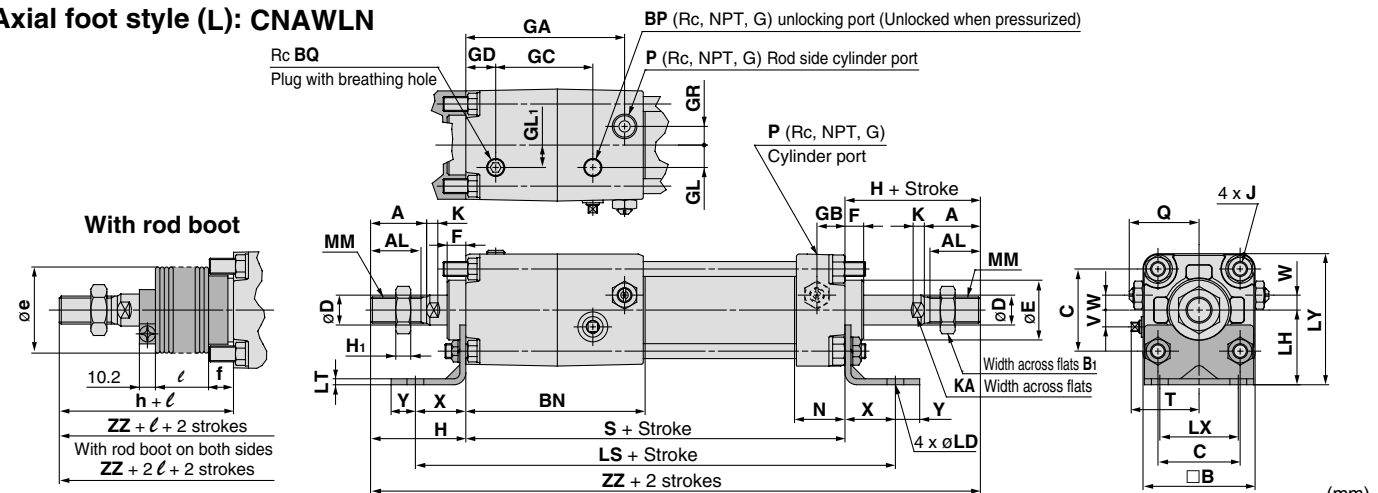 Axial foot style (L): CNAWLN
BP (Rc, NPT, G) unlocking port (Unlocked when pressurized)
GA
Rc BQ
GD
GC
P (Rc, NPT, G) Rod side cylinder port
Plug with breathing hole
GR
GL1
GL
P (Rc, NPT, G)
Cylinder port
H + Stroke
4 x J
Q
With rod boot
A
K
GB
F
K
A
MM
AL
F
AL
MM
W
øe
øD
øD
øE
C
V
W
LH
LY
H1
Width across flats B1
10.2
ℓ
f
LT
KA Width across flats
T
h + ℓ
Y
X
BN
N
X
Y
LX
ZZ + ℓ + 2 strokes
H
S + Stroke
4 x øLD
C
With rod boot on both sides
LS + Stroke
□B
ZZ + 2 ℓ + 2 strokes
ZZ + 2 strokes
(mm)